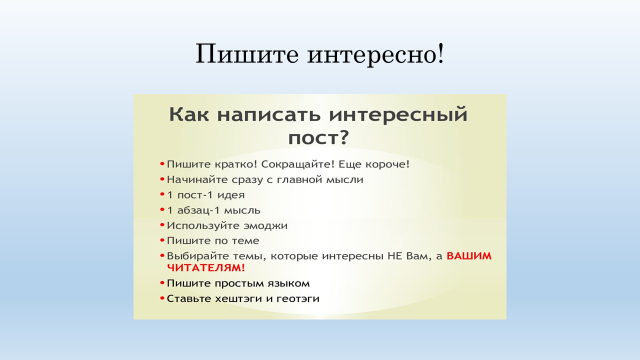 Пишите интересно!
Как написать интересный
пост?
•Пишите кратко! Сокращайте! Еще короче!
•Начинайте сразу с главной мысли
•1 пост-1 идея
•1 абзац-1 мысль
•Используйте эмоджи
•Пишите по теме
•Выбирайте темы, которые интересны НЕ Вам, а ВАШИМ
ЧИТАТЕЛЯМ!
•Пишите простым языком
•Ставьте хештэги и геотэги